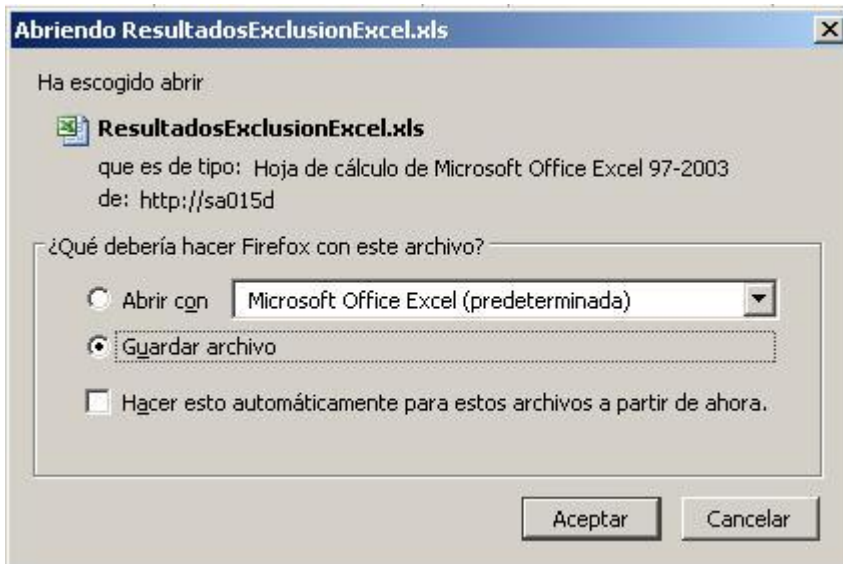 Abriendo ResultadosExclusionExcel.xls
Ha escogido abrir
ResultadosExclusionExcel.xls
que es de tipo: Hoja de cálculo de Microsoft Office Excel 97-2003
de: http://sa015d
¿Qué debería hacer Firefox con este archivo?
Abrir con Microsoft Office Excel (predeterminada)
Guardar archivo
Hacer esto automáticamente para estos archivos a partir de ahora.
Aceptar Cancelar